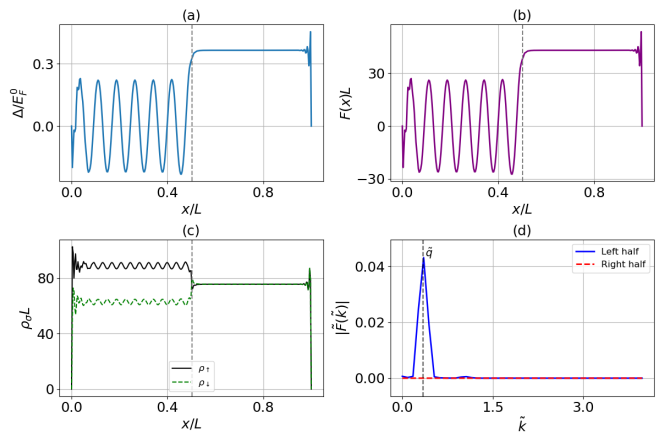 (a)
Δ/E_F^0
0.3
0.0
0.0 0.4 0.8
x/L
(b)
F(x)L
30
0
−30
0.0 0.4 0.8
x/L
(c)
ρ_σL
80
40
0
ρ↑
ρ↓
0.0 0.4 0.8
x/L
(d)
|F̃(k̃)|
0.04
0.02
0.00
q̃
Left half
Right half
0.0 1.5 3.0
k̃